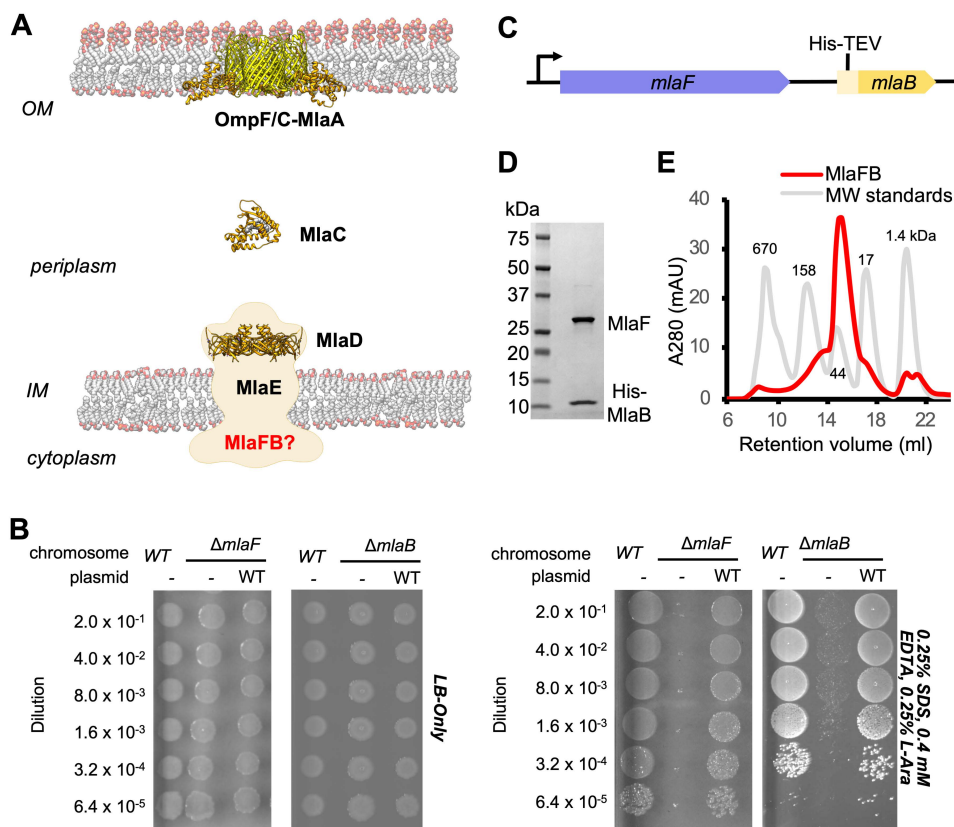 A
OM
OmpF/C-MlaA
MlaC
periplasm
MlaD
IM
MlaE
MlaFB?
cytoplasm
C
His-TEV
mlaF
mlaB
D
kDa
75
50
37
25
20
15
10
MlaF
His-
MlaB
E
MlaFB
MW standards
A280 (mAU)
40
30
20
10
0
670
158
44
17
1.4 kDa
6
10
14
18
22
Retention volume (ml)
B
chromosome WT ΔmlaF WT ΔmlaB
plasmid - - WT - - WT
Dilution
2.0 x 10⁻¹
4.0 x 10⁻²
8.0 x 10⁻³
1.6 x 10⁻³
3.2 x 10⁻⁴
6.4 x 10⁻⁵
LB-Only
chromosome WT ΔmlaF WT ΔmlaB
plasmid - - WT - - WT
Dilution
2.0 x 10⁻¹
4.0 x 10⁻²
8.0 x 10⁻³
1.6 x 10⁻³
3.2 x 10⁻⁴
6.4 x 10⁻⁵
0.25% SDS, 0.4 mM
EDTA, 0.25% L-Ara